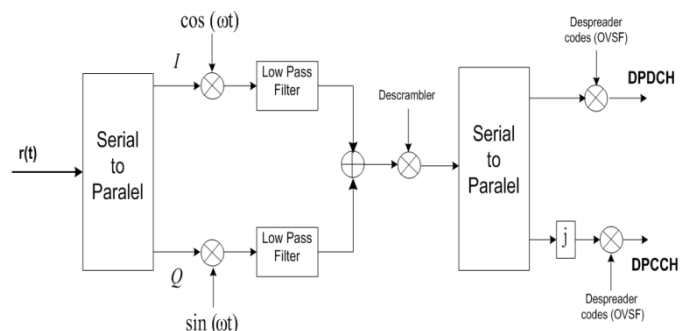 cos (ωt)
I
Low Pass
Filter
Serial
to
Paralel
r(t)
Q
Low Pass
Filter
sin (ωt)
Descrambler
Serial
to
Paralel
Despreader
codes (OVSF)
DPDCH
j
DPCCH
Despreader
codes (OVSF)